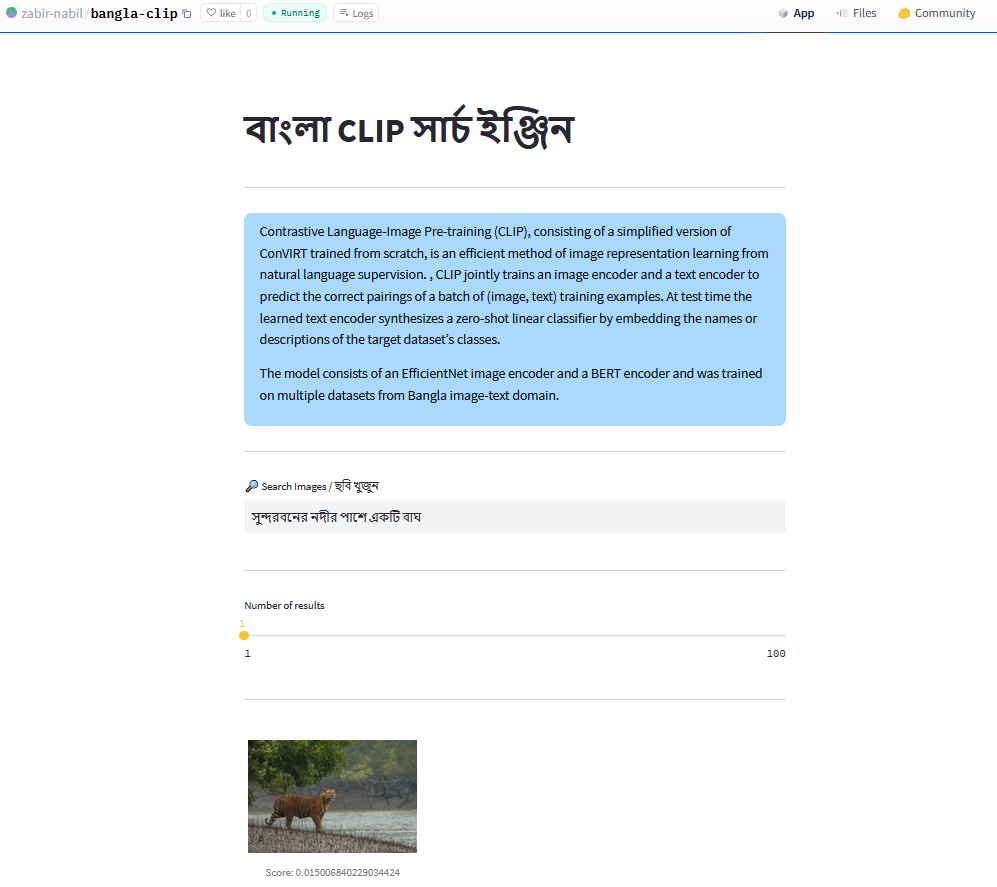 zabir-nabil/bangla-clip like 0 Running Logs App Files Community
বাংলা CLIP সার্চ ইঞ্জিন
Contrastive Language-Image Pre-training (CLIP), consisting of a simplified version of
ConVIRT trained from scratch, is an efficient method of image representation learning from
natural language supervision. , CLIP jointly trains an image encoder and a text encoder to
predict the correct pairings of a batch of (image, text) training examples. At test time the
learned text encoder synthesizes a zero-shot linear classifier by embedding the names or
descriptions of the target dataset’s classes.
The model consists of an EfficientNet image encoder and a BERT encoder and was trained
on multiple datasets from Bangla image-text domain.
🔎 Search Images / ছবি খুজুন
সুন্দরবনের নদীর পাশে একটি বাঘ
Number of results
1
1 100
Score: 0.015006840229034424